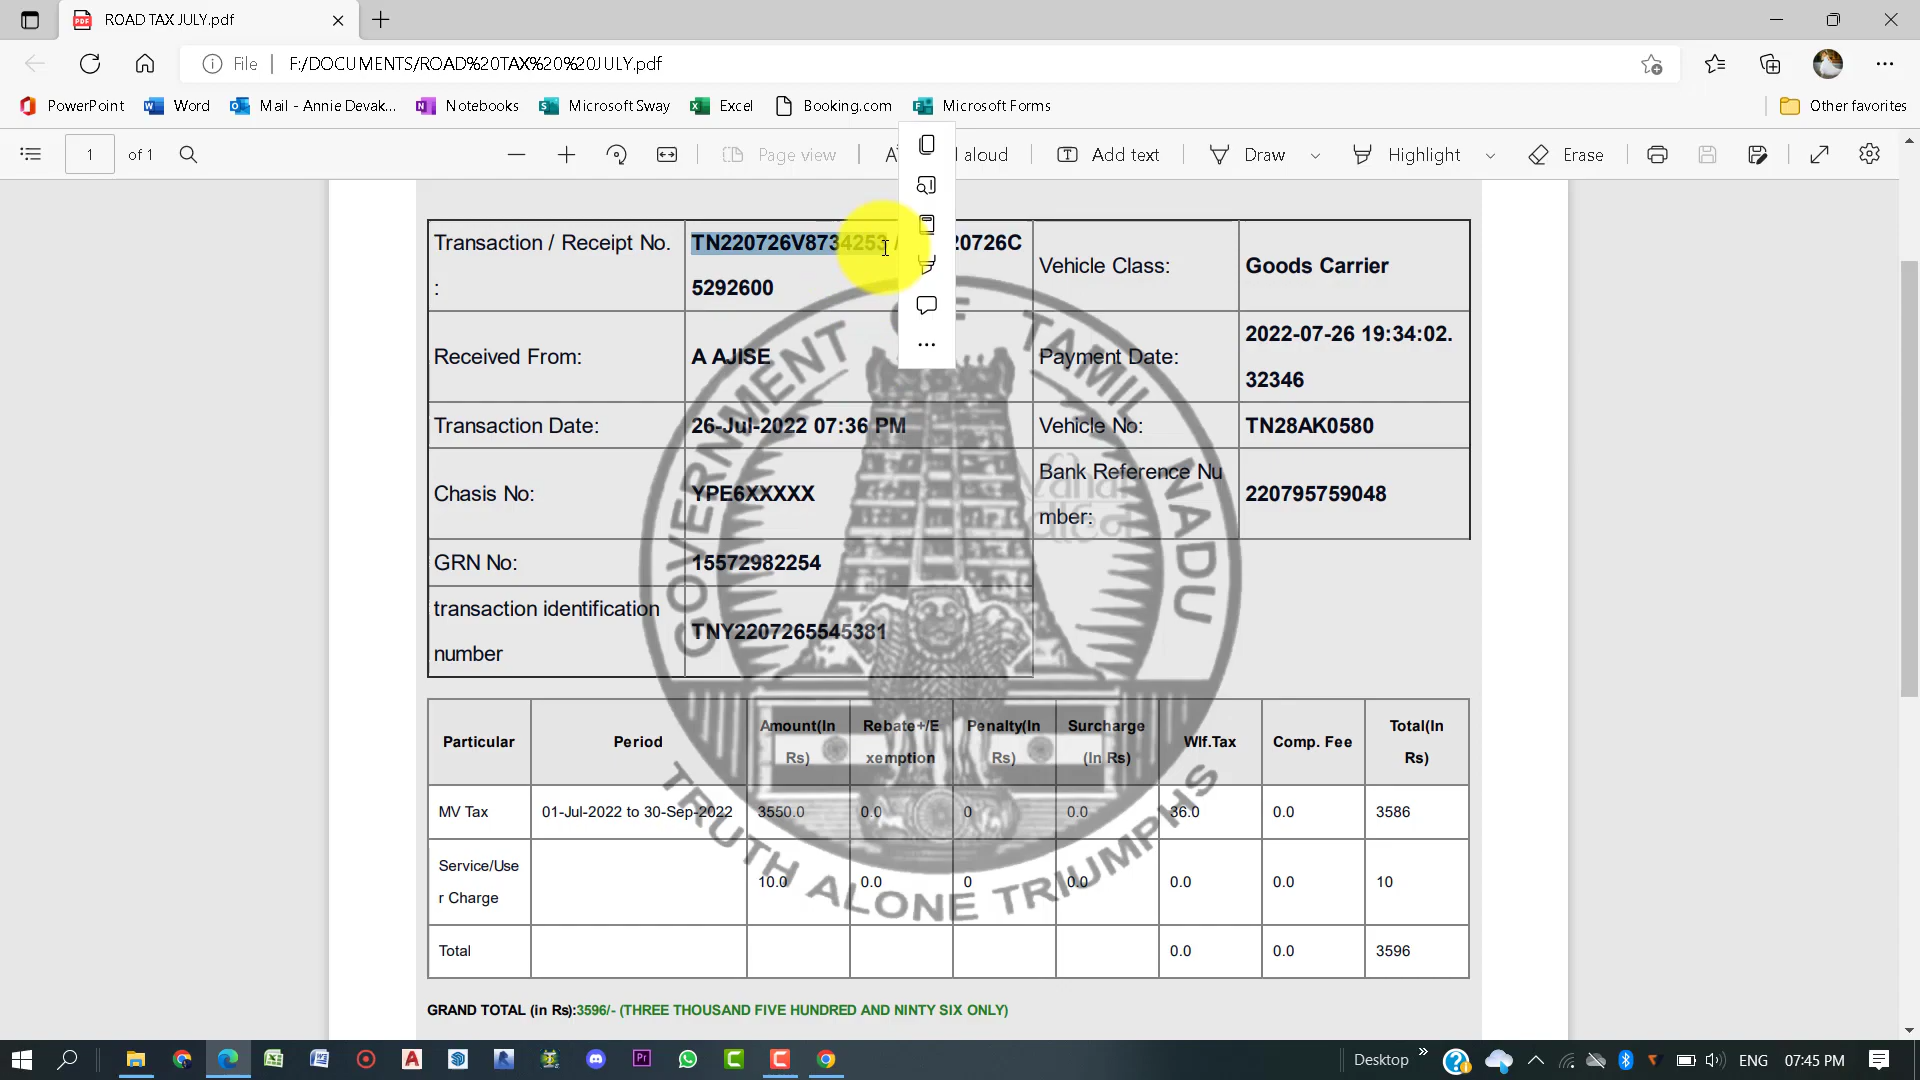 ROAD TAX JULY.pdf
File
F:/DOCUMENTS/ROAD%20TAX%20%20JULY.pdf
PowerPoint
Word
Mail - Annie Devak...
Notebooks
Microsoft Sway
Excel
Booking.com
Microsoft Forms
Other favorites
1 of 1
Page view
aloud
Add text
Draw
Highlight
Erase
Transaction / Receipt No.
:
TN220726V8734253 /
20726C
5292600
Vehicle Class:
Goods Carrier
Received From:
A AJISE
Payment Date:
2022-07-26 19:34:02.
32346
Transaction Date:
26-Jul-2022 07:36 PM
Vehicle No:
TN28AK0580
Chasis No:
YPE6XXXXX
Bank Reference Nu
mber:
220795759048
GRN No:
15572982254
transaction identification
number
TNY2207265545381
GOVERNMENT OF TAMIL NADU
TRUTH ALONE TRIUMPHS
Particular
Period
Amount(In
Rs)
Rebate+/E
xemption
Penalty(In
Rs)
Surcharge
(In Rs)
Wlf.Tax
Comp. Fee
Total(In
Rs)
MV Tax 01-Jul-2022 to 30-Sep-2022 3550.0 0.0 0 0.0 36.0 0.0 3586
Service/Use
r Charge
10.0 0.0 0 0.0 0.0 0.0 10
Total 0.0 0.0 3596
GRAND TOTAL (in Rs):3596/- (THREE THOUSAND FIVE HUNDRED AND NINTY SIX ONLY)
Desktop
ENG
07:45 PM